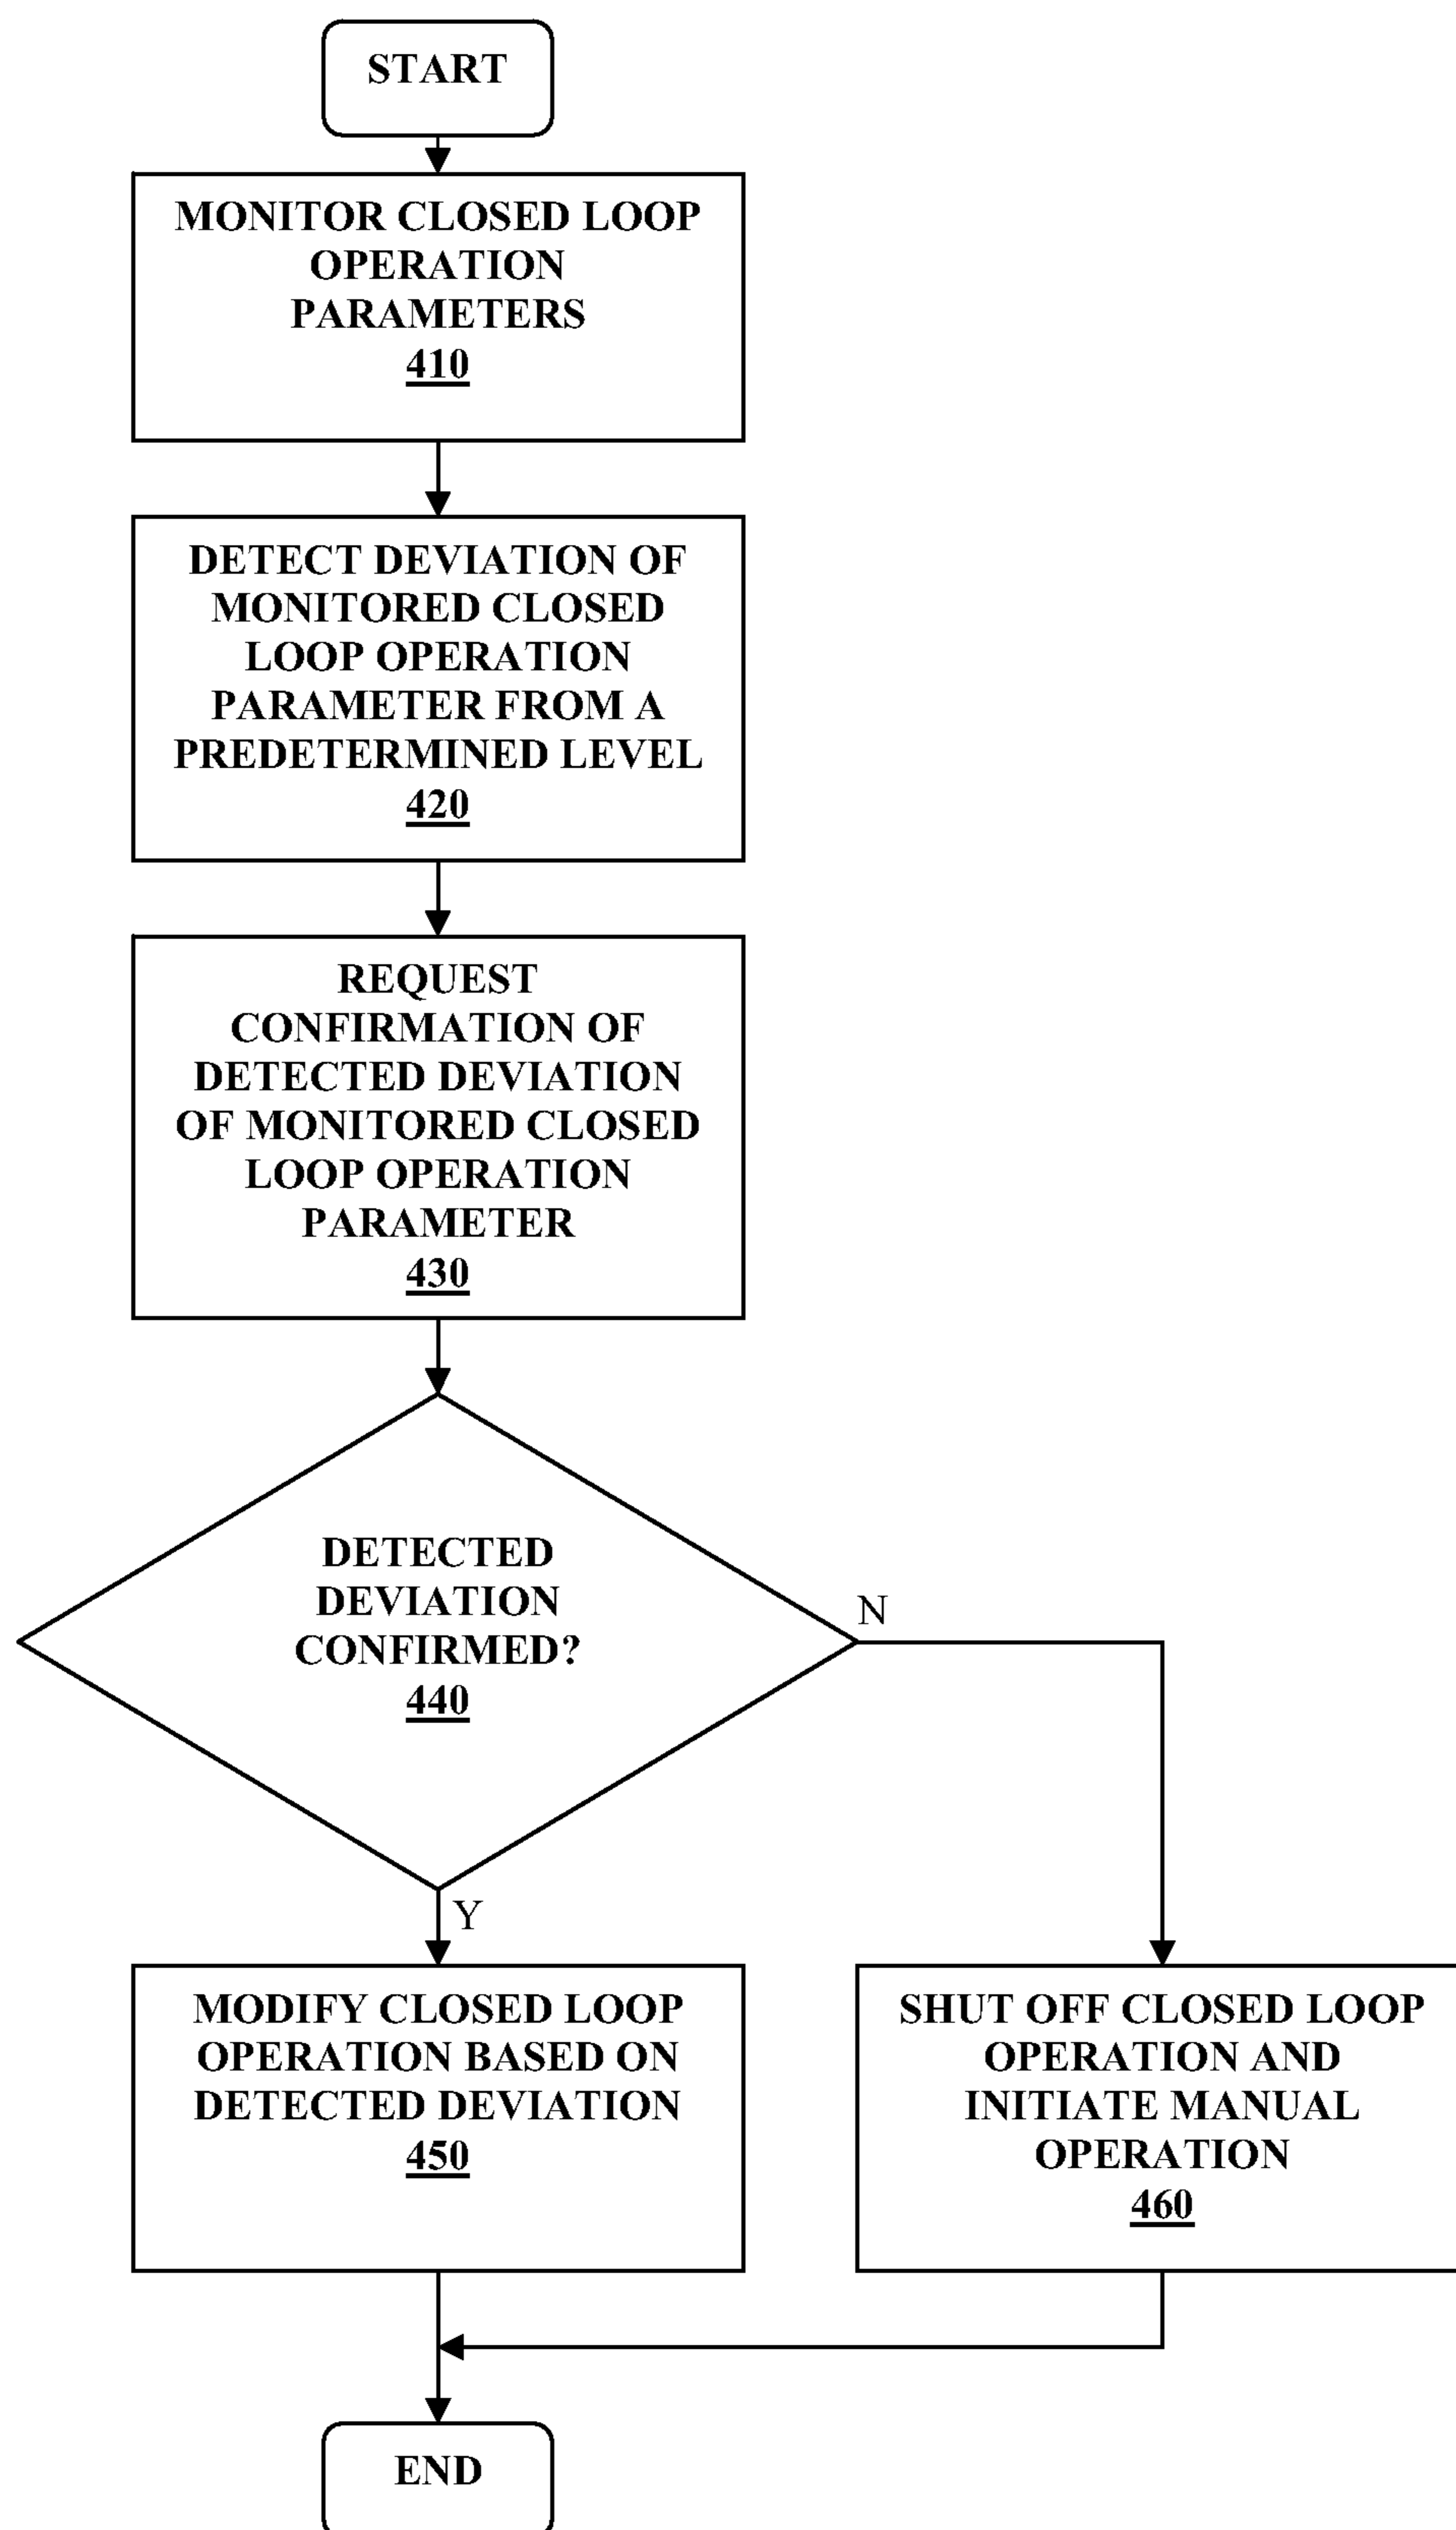 START
MONITOR CLOSED LOOP
OPERATION
PARAMETERS
410
DETECT DEVIATION OF
MONITORED CLOSED
LOOP OPERATION
PARAMETER FROM A
PREDETERMINED LEVEL
420
REQUEST
CONFIRMATION OF
DETECTED DEVIATION
OF MONITORED CLOSED
LOOP OPERATION
PARAMETER
430
DETECTED
DEVIATION
CONFIRMED?
440
N
Y
MODIFY CLOSED LOOP
OPERATION BASED ON
DETECTED DEVIATION
450
SHUT OFF CLOSED LOOP
OPERATION AND
INITIATE MANUAL
OPERATION
460
END